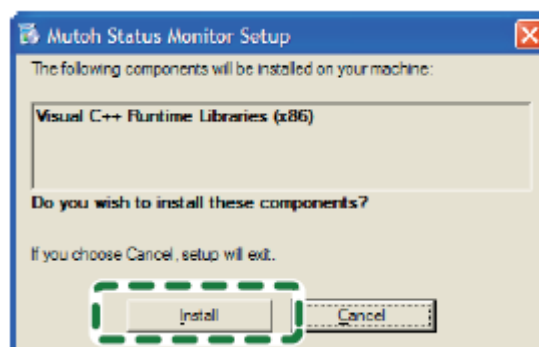 Mutoh Status Monitor Setup
The following components will be installed on your machine:
Visual C++ Runtime Libraries (x86)
Do you wish to install these components?
If you choose Cancel, setup will exit.
Install
Cancel